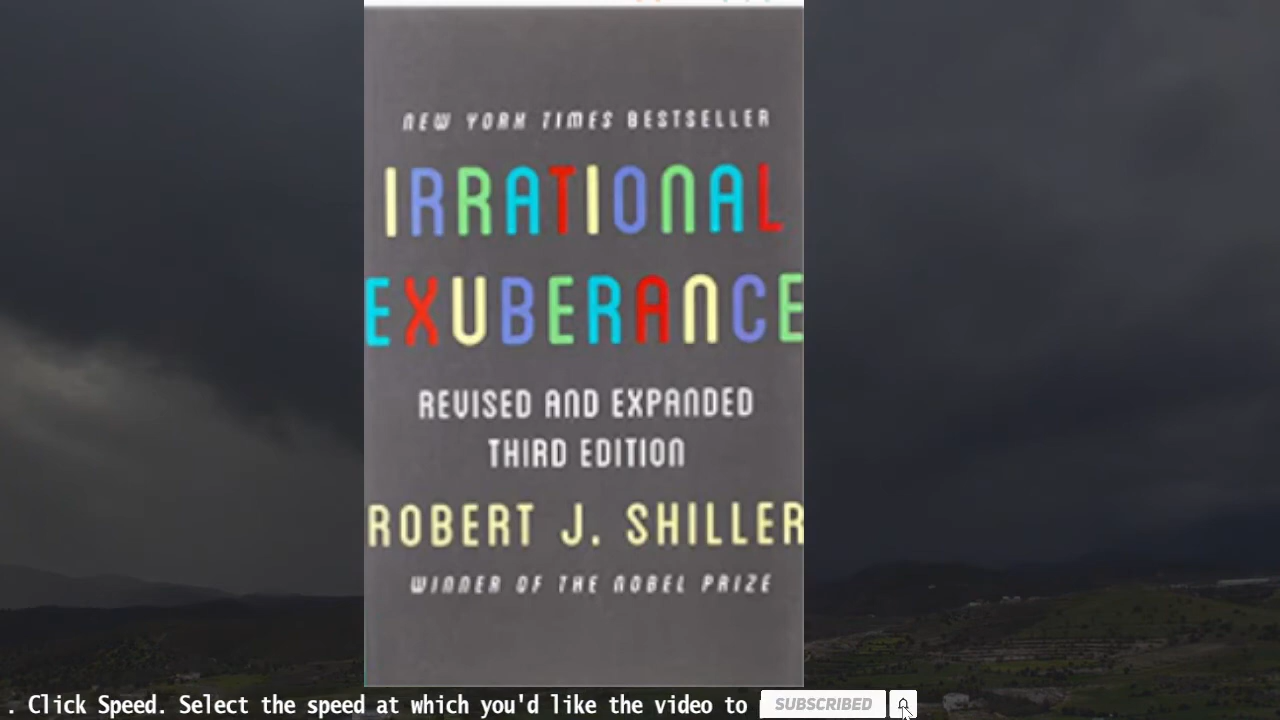 NEW YORK TIMES BESTSELLER
IRRATIONAL
EXUBERANCE
REVISED AND EXPANDED
THIRD EDITION
ROBERT J. SHILLER
WINNER OF THE NOBEL PRIZE
. Click Speed. Select the speed at which you'd like the video to
SUBSCRIBED